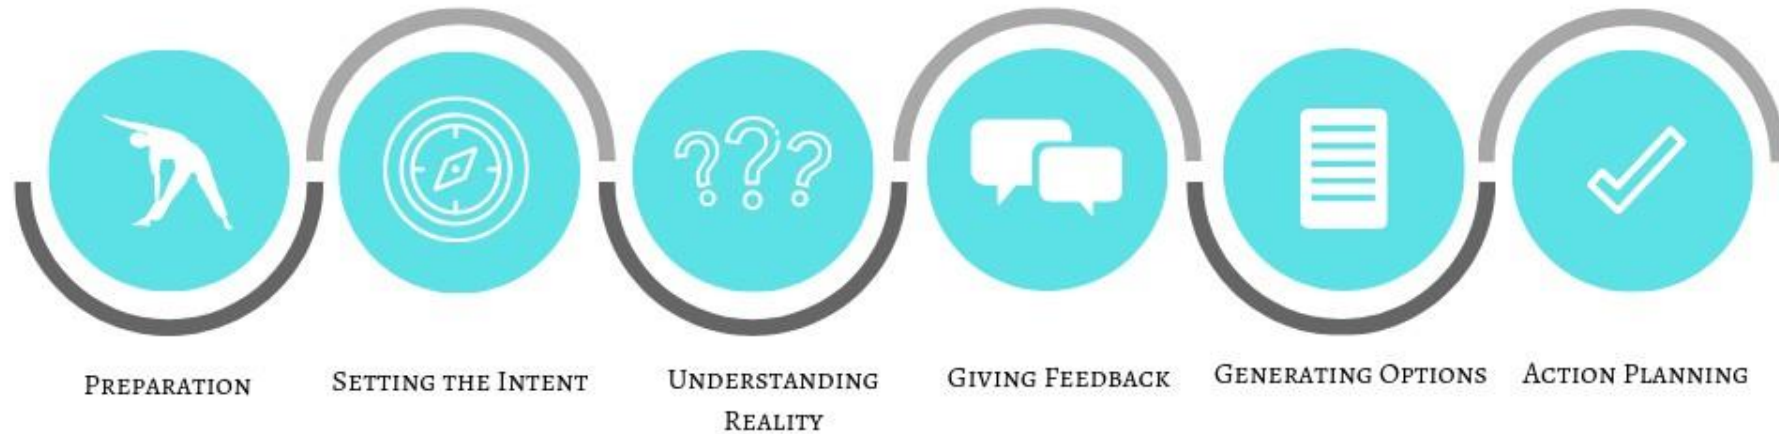 Preparation
Setting the Intent
Understanding
Reality
Giving Feedback
Generating Options
Action Planning
???